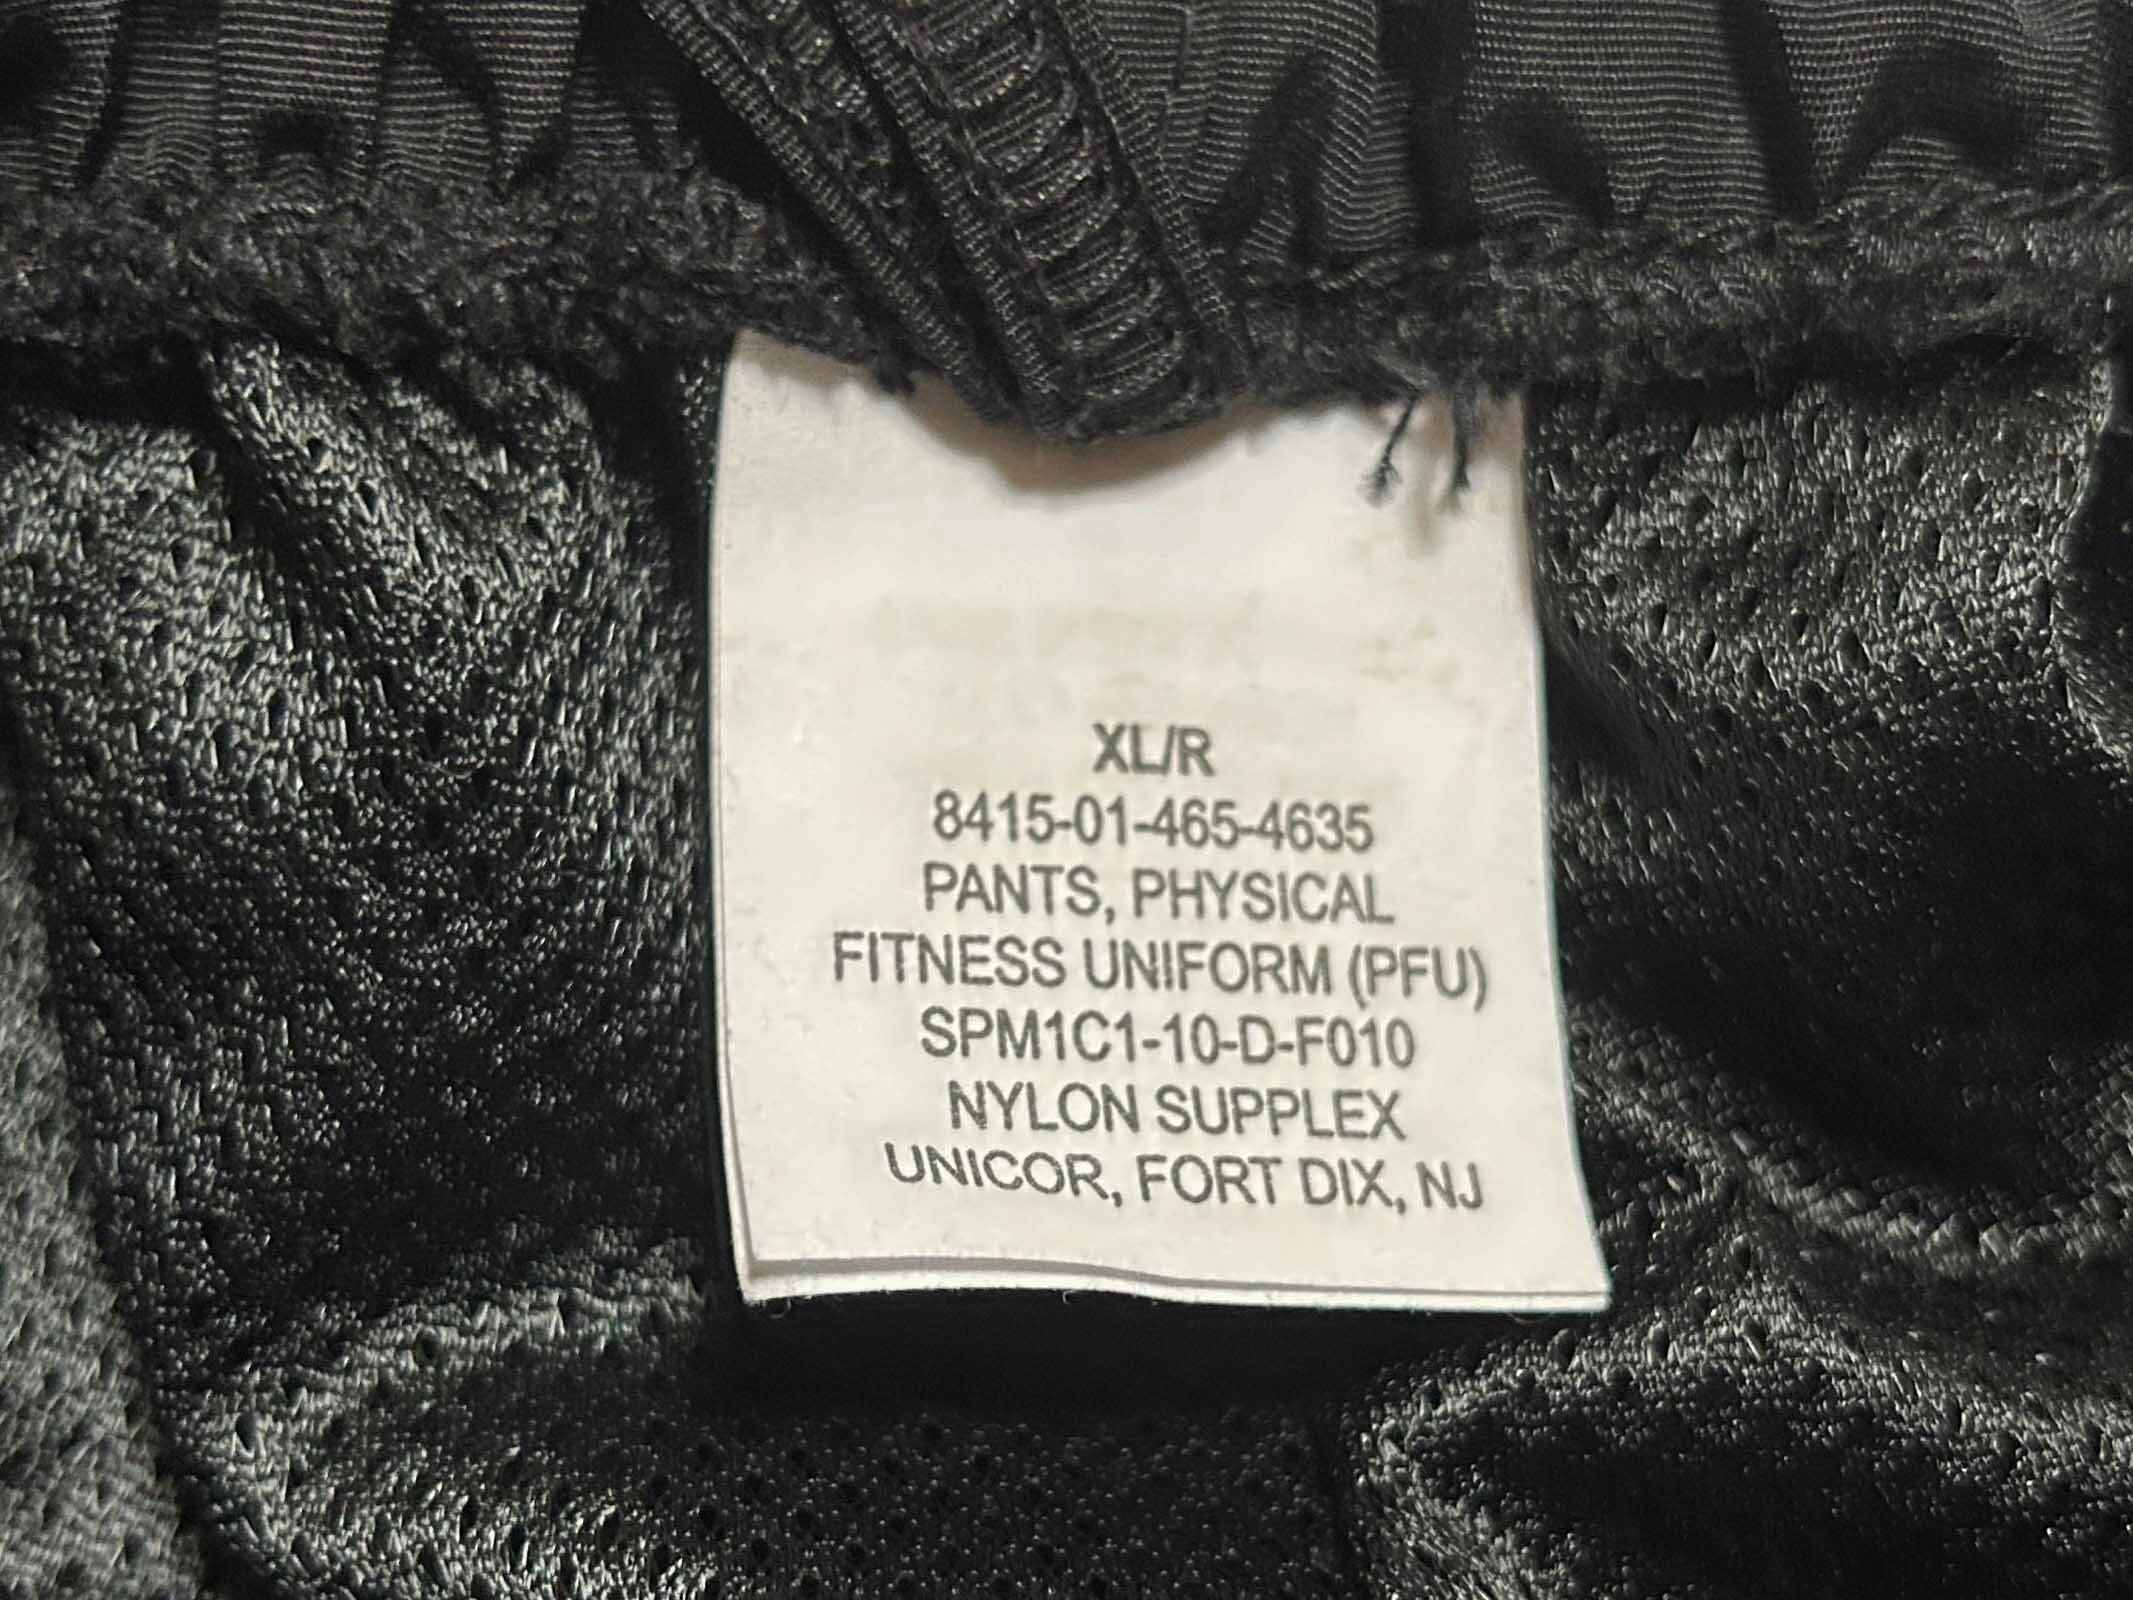 XL/R
8415-01-465-4635
PANTS, PHYSICAL
FITNESS UNIFORM (PFU)
SPM1C1-10-D-F010
NYLON SUPPLEX
UNICOR, FORT DIX, NJ